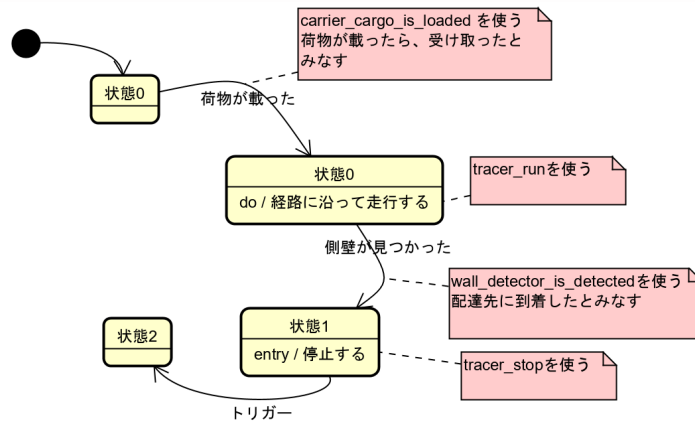 carrier_cargo_is_loaded を使う
荷物が載ったら、受け取ったと
みなす
状態0
荷物が載った
状態0
do / 経路に沿って走行する
tracer_runを使う
側壁が見つかった
wall_detector_is_detectedを使う
配達先に到着したとみなす
状態1
entry / 停止する
状態2
tracer_stopを使う
トリガー